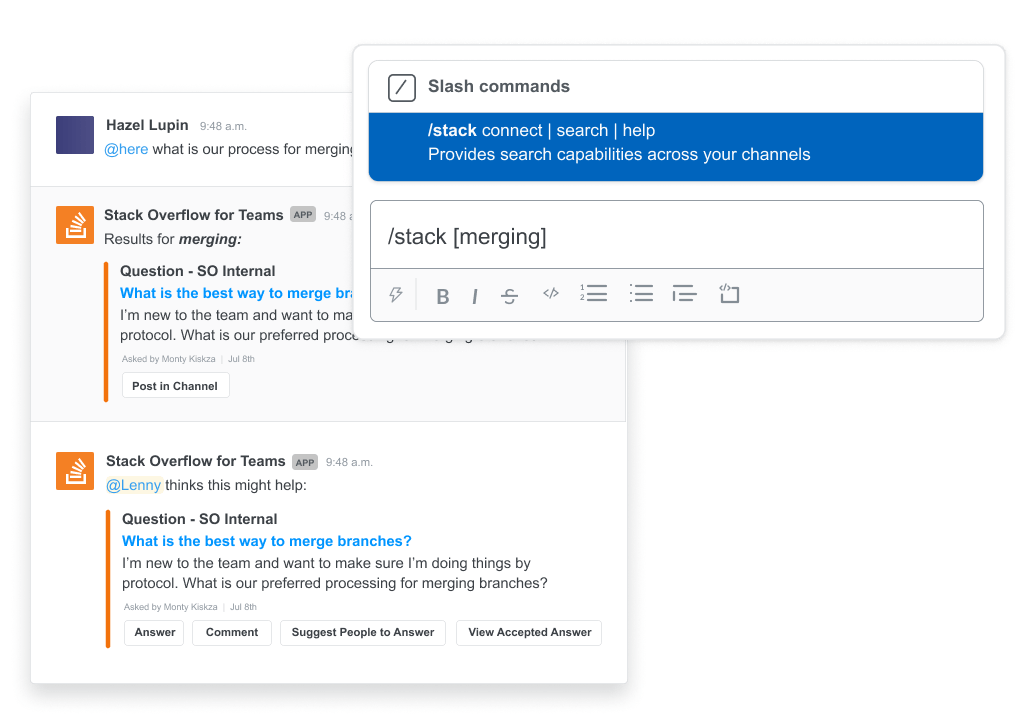 Slash commands
/stack connect | search | help
Provides search capabilities across your channels
/stack [merging]
B I S </> 1 2 </>
Hazel Lupin 9:48 a.m.
@here what is our process for merging
Stack Overflow for Teams APP 9:48
Results for merging:
Question - SO Internal
What is the best way to merge
I'm new to the team and want to
protocol. What is our preferred
Asked by Monty Kiskza | Jul 8th
Post in Channel
Stack Overflow for Teams APP 9:48 a.m.
@Lenny thinks this might help:
Question - SO Internal
What is the best way to merge branches?
I'm new to the team and want to make sure I'm doing things by
protocol. What is our preferred processing for merging branches?
Asked by Monty Kiskza | Jul 8th
Answer Comment Suggest People to Answer View Accepted Answer